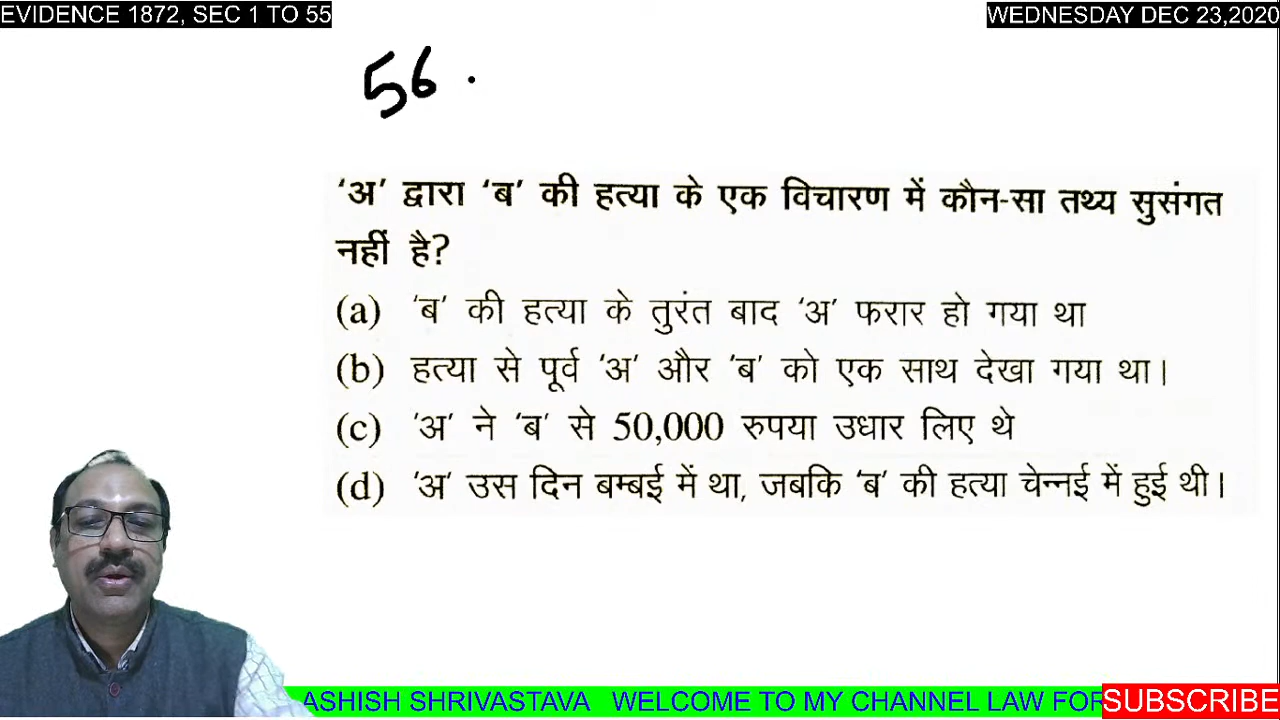 EVIDENCE 1872, SEC 1 TO 55
WEDNESDAY DEC 23,2020
56 .
‘अ’ द्वारा ‘ब’ की हत्या के एक विचारण में कौन-सा तथ्य सुसंगत
नहीं है?
(a) ‘ब’ की हत्या के तुरंत बाद ‘अ’ फरार हो गया था
(b) हत्या से पूर्व ‘अ’ और ‘ब’ को एक साथ देखा गया था।
(c) ‘अ’ ने ‘ब’ से 50,000 रुपया उधार लिए थे
(d) ‘अ’ उस दिन बम्बई में था, जबकि ‘ब’ की हत्या चेन्नई में हुई थी।
ASHISH SHRIVASTAVA WELCOME TO MY CHANNEL LAW FOR
SUBSCRIBE